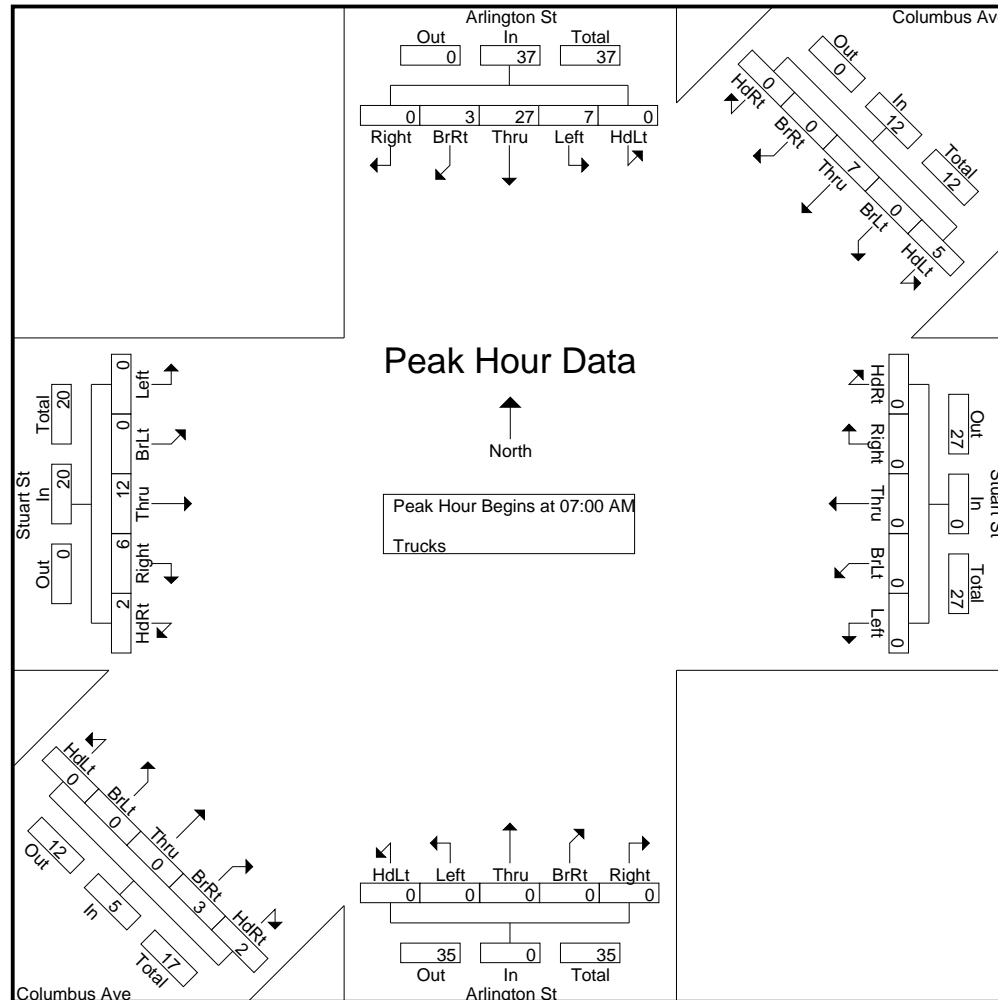 Arlington St
Out In Total
0 37 37
0 3 27 7 0
Right BrRt Thru Left HdLt
Columbus Ave
Out
0
In
12
Total
12
0 0 7 0 5
HdRt BrRt Thru BrLt HdLt
Peak Hour Data
North
Peak Hour Begins at 07:00 AM
Trucks
Stuart St
Out In Total
0 20 20
0 0 12 6 2
Left BrLt Thru Right HdRt
Stuart St
Out In Total
27 0 27
0 0 0 0 0
HdRt Right Thru BrLt Left
HdLt BrLt Thru BrRt HdRt
0 0 0 3 2
12
Out
5
In
17
Total
Columbus Ave
HdLt Left Thru BrRt Right
0 0 0 0 0
35 0 35
Out In Total
Arlington St